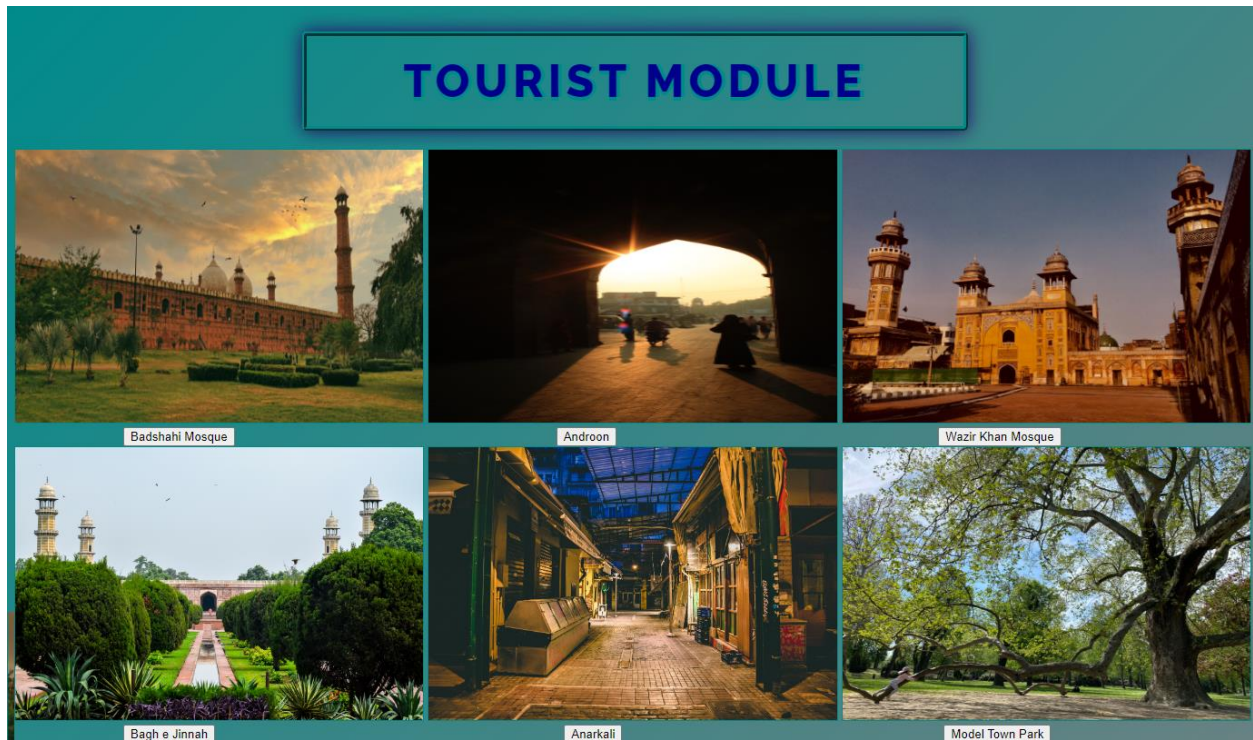 TOURIST MODULE
Badshahi Mosque
Androon
Wazir Khan Mosque
Bagh e Jinnah
Anarkali
Model Town Park